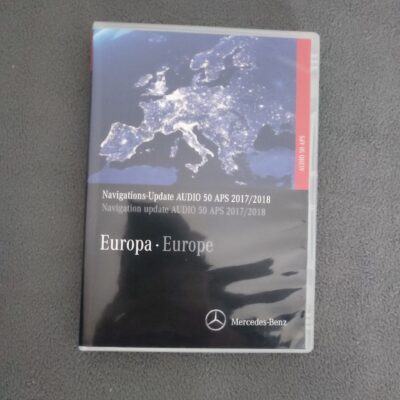 AUDIO 50 APS
Navigations-Update AUDIO 50 APS 2017/2018
Navigation update AUDIO 50 APS 2017/2018
Europa · Europe
Mercedes-Benz